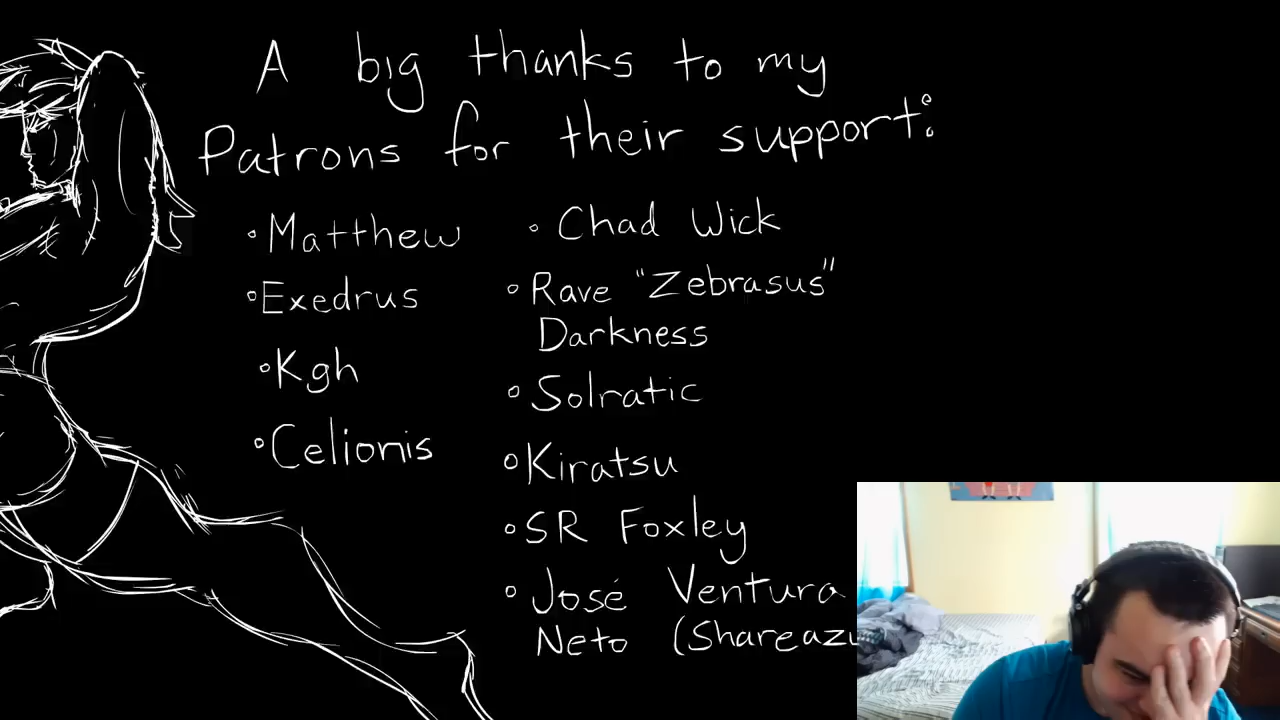 A big thanks to my
Patrons for their support:
• Matthew
• Exedrus
• Kgh
• Celionis
• Chad Wick
• Rave "Zebrasus"
Darkness
• Solratic
• Kiratsu
• SR Foxley
• José Ventura
Neto